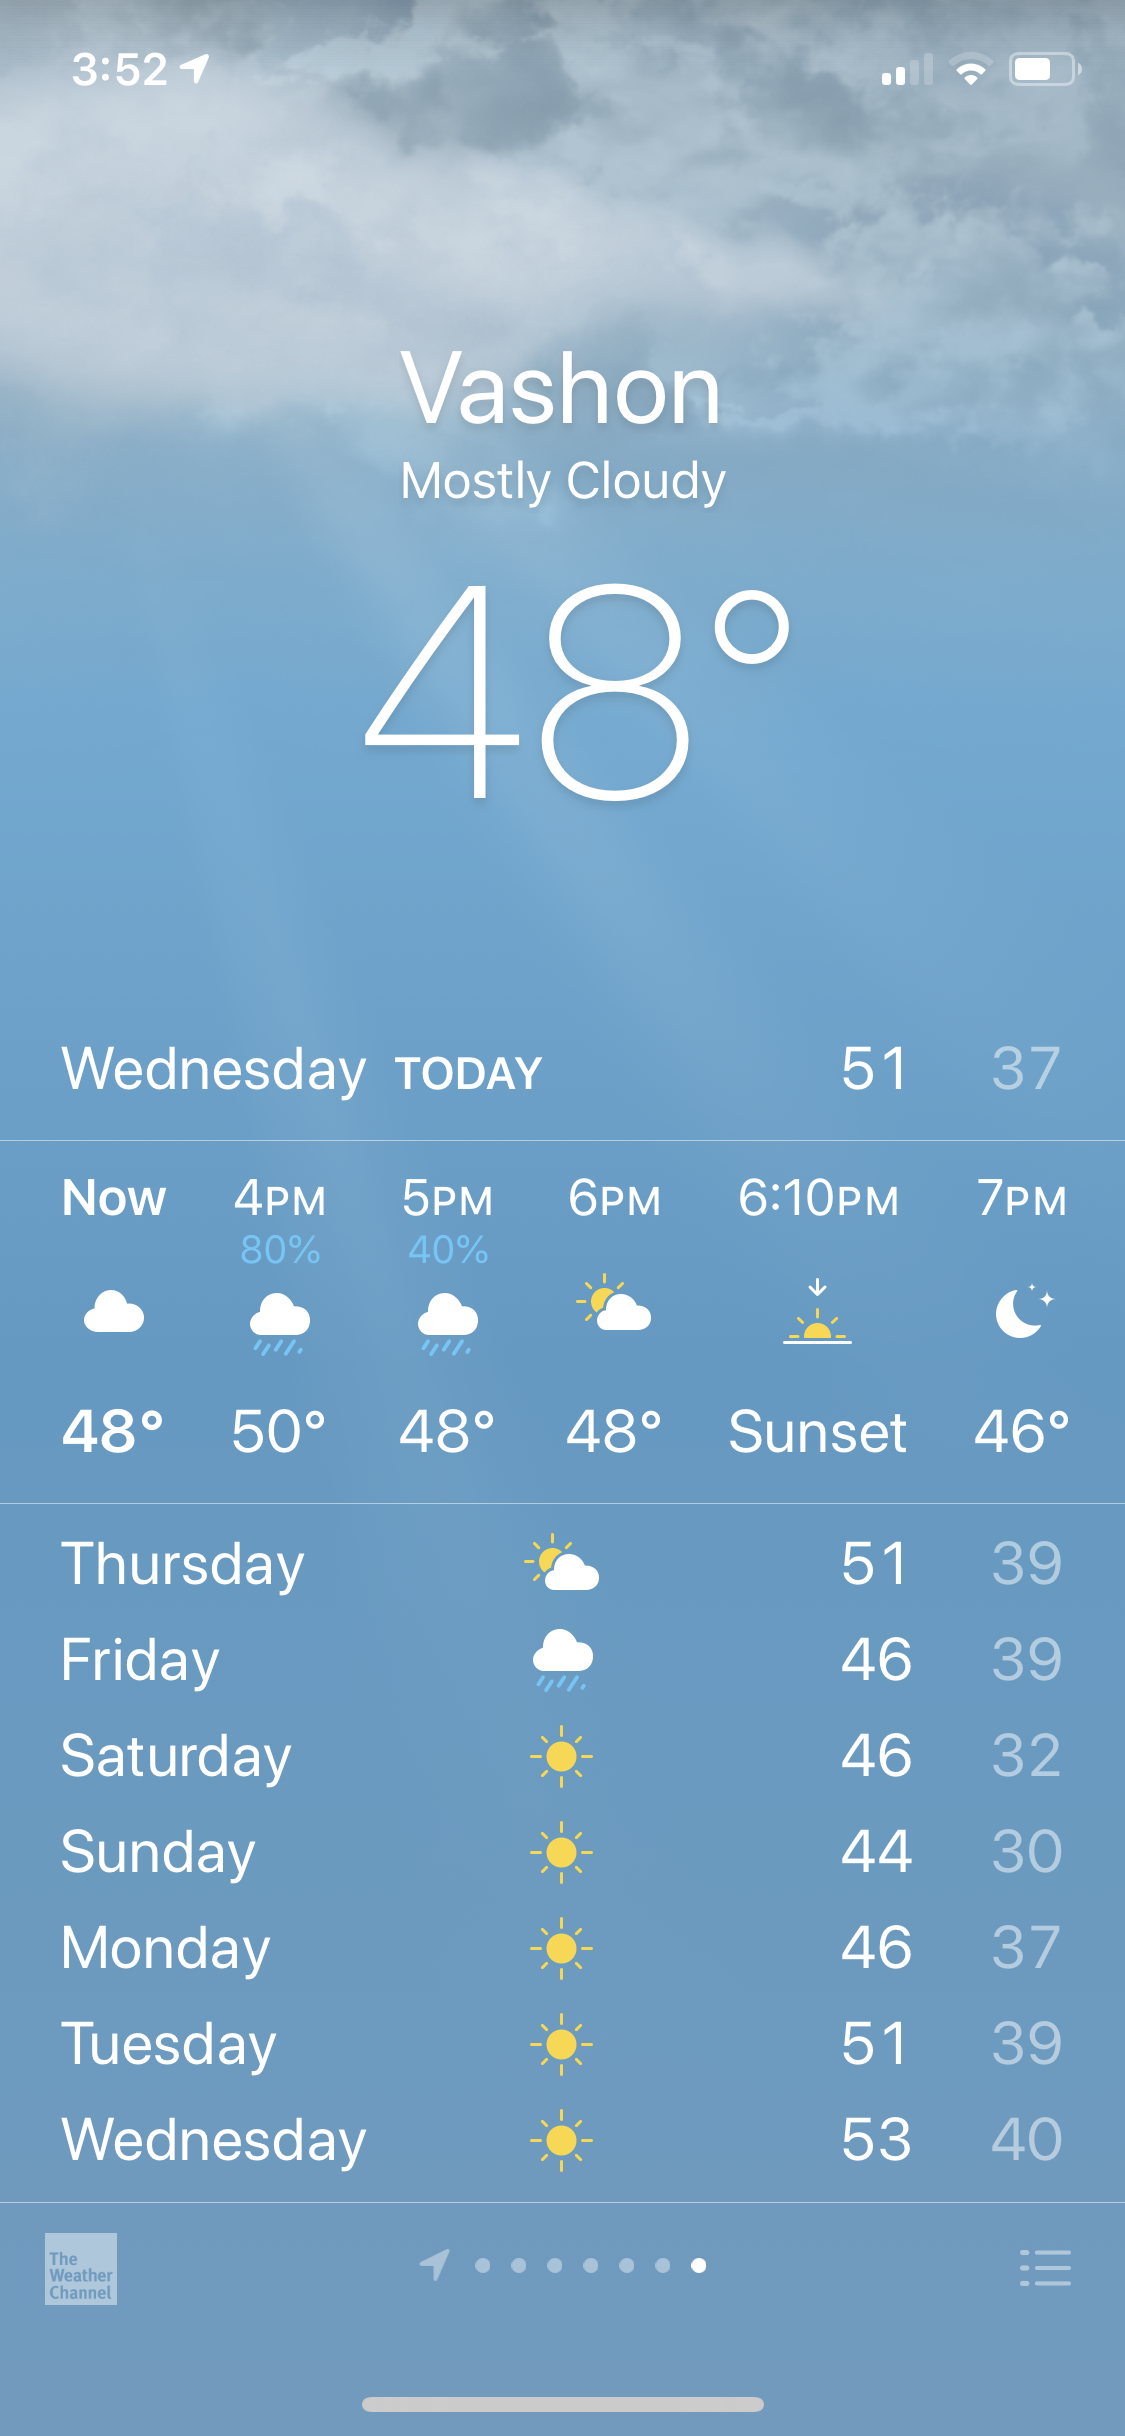 3:52
Vashon
Mostly Cloudy
48°
Wednesday TODAY 51 37
Now 4PM 5PM 6PM 6:10PM 7PM
80% 40%
48° 50° 48° 48° Sunset 46°
Thursday 51 39
Friday 46 39
Saturday 46 32
Sunday 44 30
Monday 46 37
Tuesday 51 39
Wednesday 53 40
The
Weather
Channel